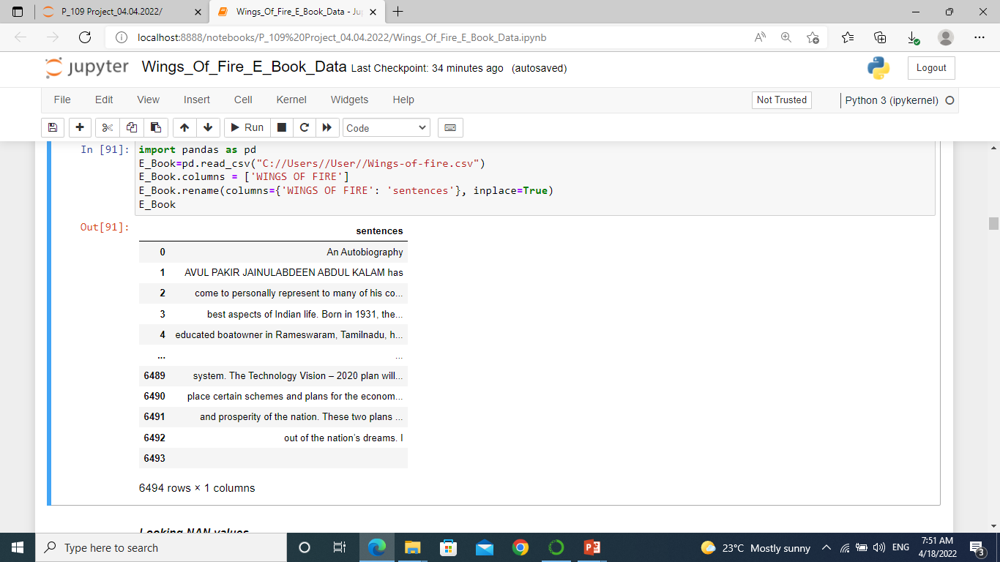 P_109 Project_04.04.2022/
Wings_Of_Fire_E_Book_Data - Ju
localhost:8888/notebooks/P_109%20Project_04.04.2022/Wings_Of_Fire_E_Book_Data.ipynb
jupyter Wings_Of_Fire_E_Book_Data Last Checkpoint: 34 minutes ago (autosaved)
Logout
File Edit View Insert Cell Kernel Widgets Help
Not Trusted Python 3 (ipykernel)
Run Code
In [91]: import pandas as pd
E_Book=pd.read_csv("C://Users//User//Wings-of-fire.csv")
E_Book.columns = ['WINGS OF FIRE']
E_Book.rename(columns={'WINGS OF FIRE': 'sentences'}, inplace=True)
E_Book
Out[91]:
sentences
0 An Autobiography
1 AVUL PAKIR JAINULABDEEN ABDUL KALAM has
2 come to personally represent to many of his co...
3 best aspects of Indian life. Born in 1931, the...
4 educated boatowner in Rameswaram, Tamilnadu, h...
... ...
6489 system. The Technology Vision – 2020 plan will...
6490 place certain schemes and plans for the econom...
6491 and prosperity of the nation. These two plans ...
6492 out of the nation's dreams. I
6493
6494 rows × 1 columns
Looking NAN values
Type here to search
23°C Mostly sunny
ENG
7:51 AM
4/18/2022
3